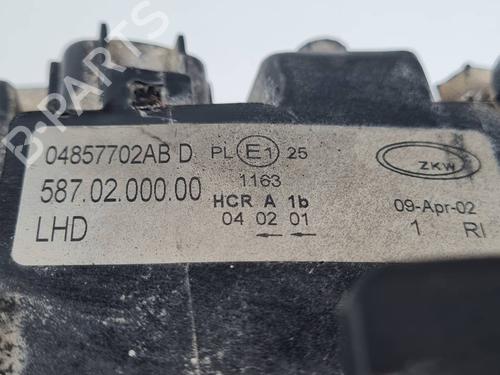 04857702AB D
587.02.000.00
LHD
PL E1 25
1163
HCR A 1b
04 02 01
← ←
ZKW
09-Apr-02
1 RI
B-PARTS